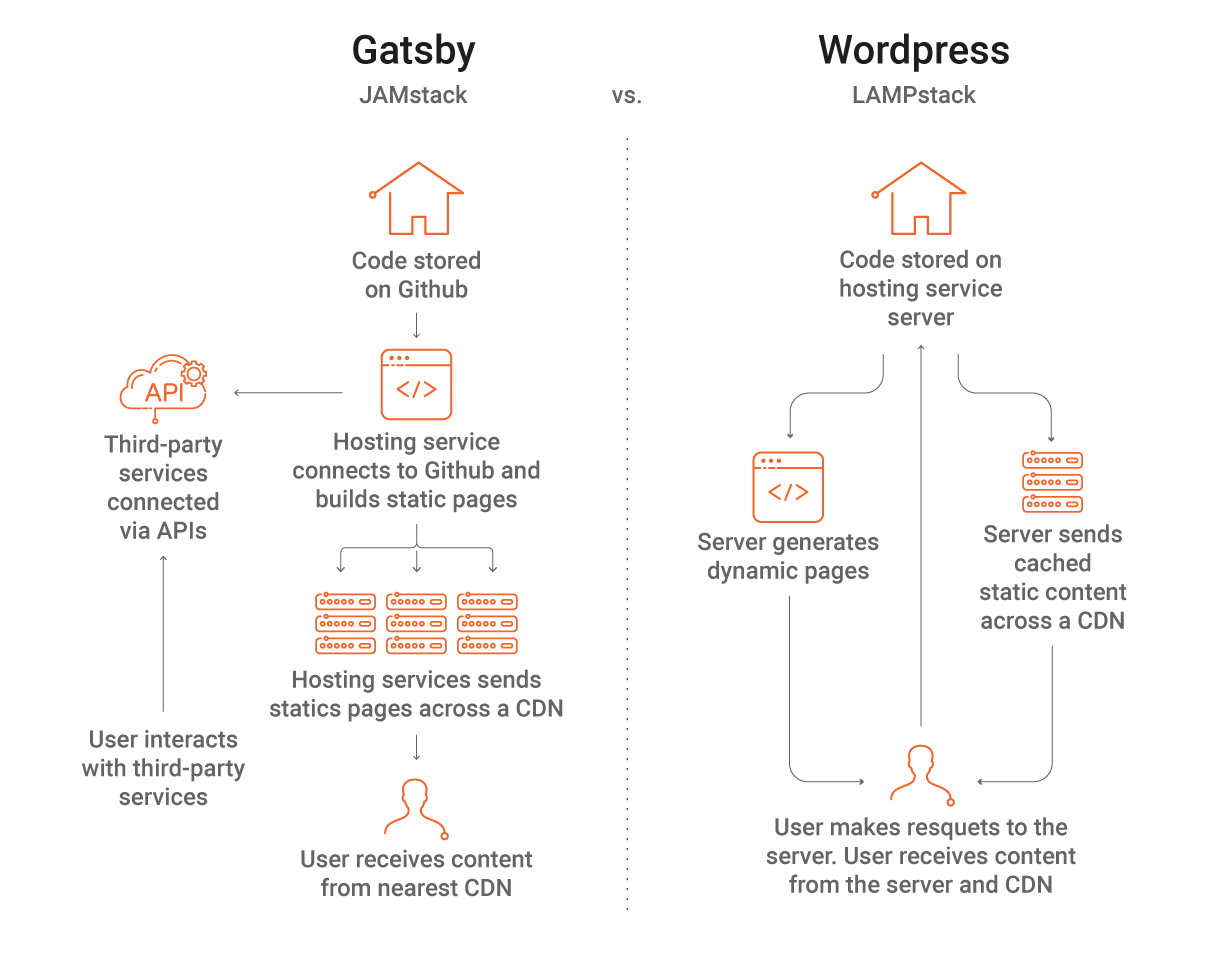 Gatsby
JAMstack
vs.
Wordpress
LAMPstack
Code stored
on Github
API
Third-party
services
connected
via APIs
</>
Hosting service
connects to Github and
builds static pages
Hosting services sends
statics pages across a CDN
User interacts
with third-party
services
User receives content
from nearest CDN
Code stored on
hosting service
server
</>
Server generates
dynamic pages
Server sends
cached
static content
across a CDN
User makes resquets to the
server. User receives content
from the server and CDN